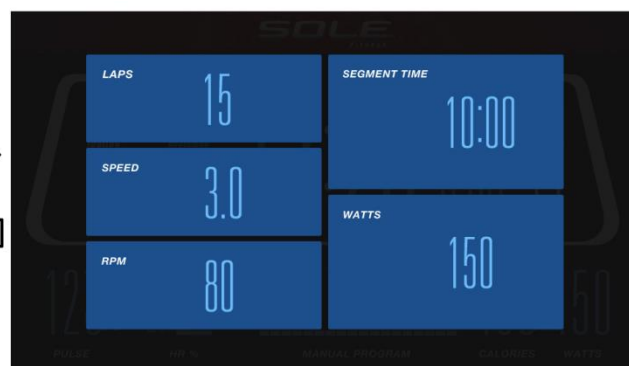 SOLE
LAPS
15
SEGMENT TIME
10:00
SPEED
3.0
WATTS
150
RPM
80
PULSE
HR %
MANUAL PROGRAM
CALORIES
WATTS